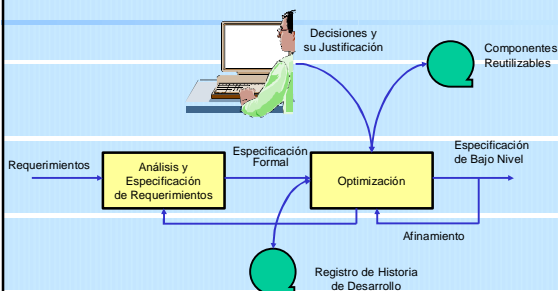 Decisiones y
su Justificación
Componentes
Reutilizables
Requerimientos
Análisis y
Especificación
de Requerimientos
Especificación
Formal
Optimización
Especificación
de Bajo Nivel
Afinamiento
Registro de Historia
de Desarrollo